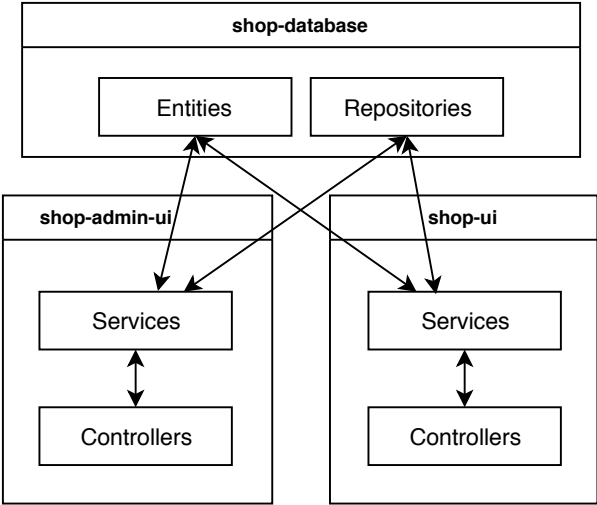 shop-database
Entities
Repositories
shop-admin-ui
shop-ui
Services
Services
Controllers
Controllers